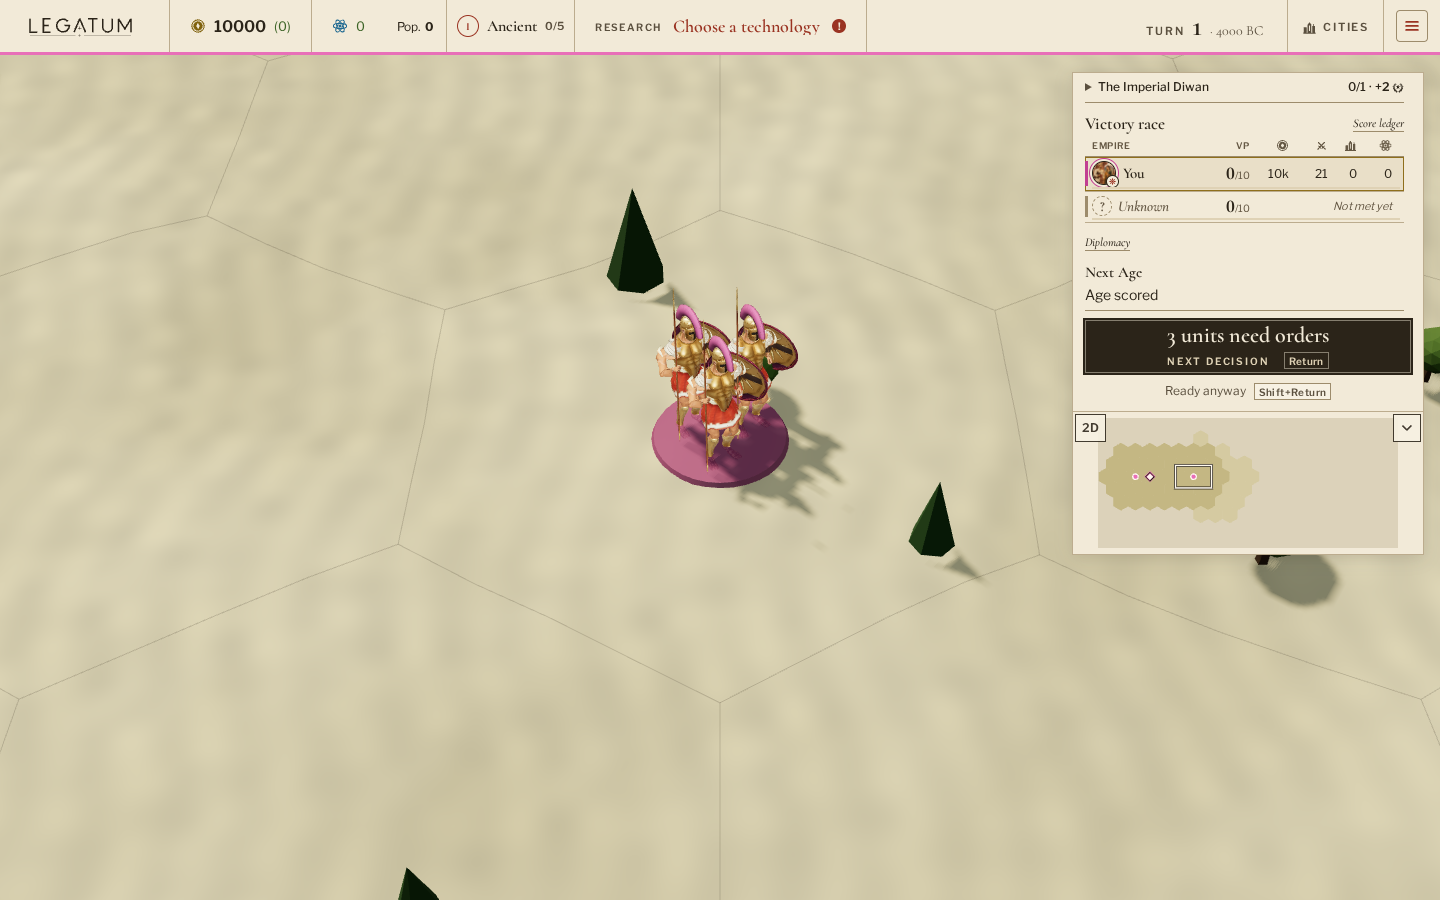 LEGATUM
10000 (0)
0
Pop. 0
I
Ancient 0/5
RESEARCH Choose a technology !
TURN 1 · 4000 BC
CITIES
The Imperial Diwan 0/1 · +2
Victory race Score ledger
EMPIRE VP
You 0/10 10k 21 0 0
? Unknown 0/10 Not met yet
Diplomacy
Next Age
Age scored
3 units need orders
NEXT DECISION Return
Ready anyway Shift+Return
2D